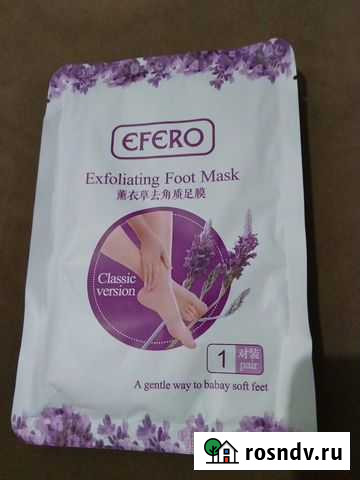 EFERO
Exfoliating Foot Mask
薰衣草去角质足膜
Classic
version
1 对装
pair
A gentle way to babay soft feet
rosndv.ru